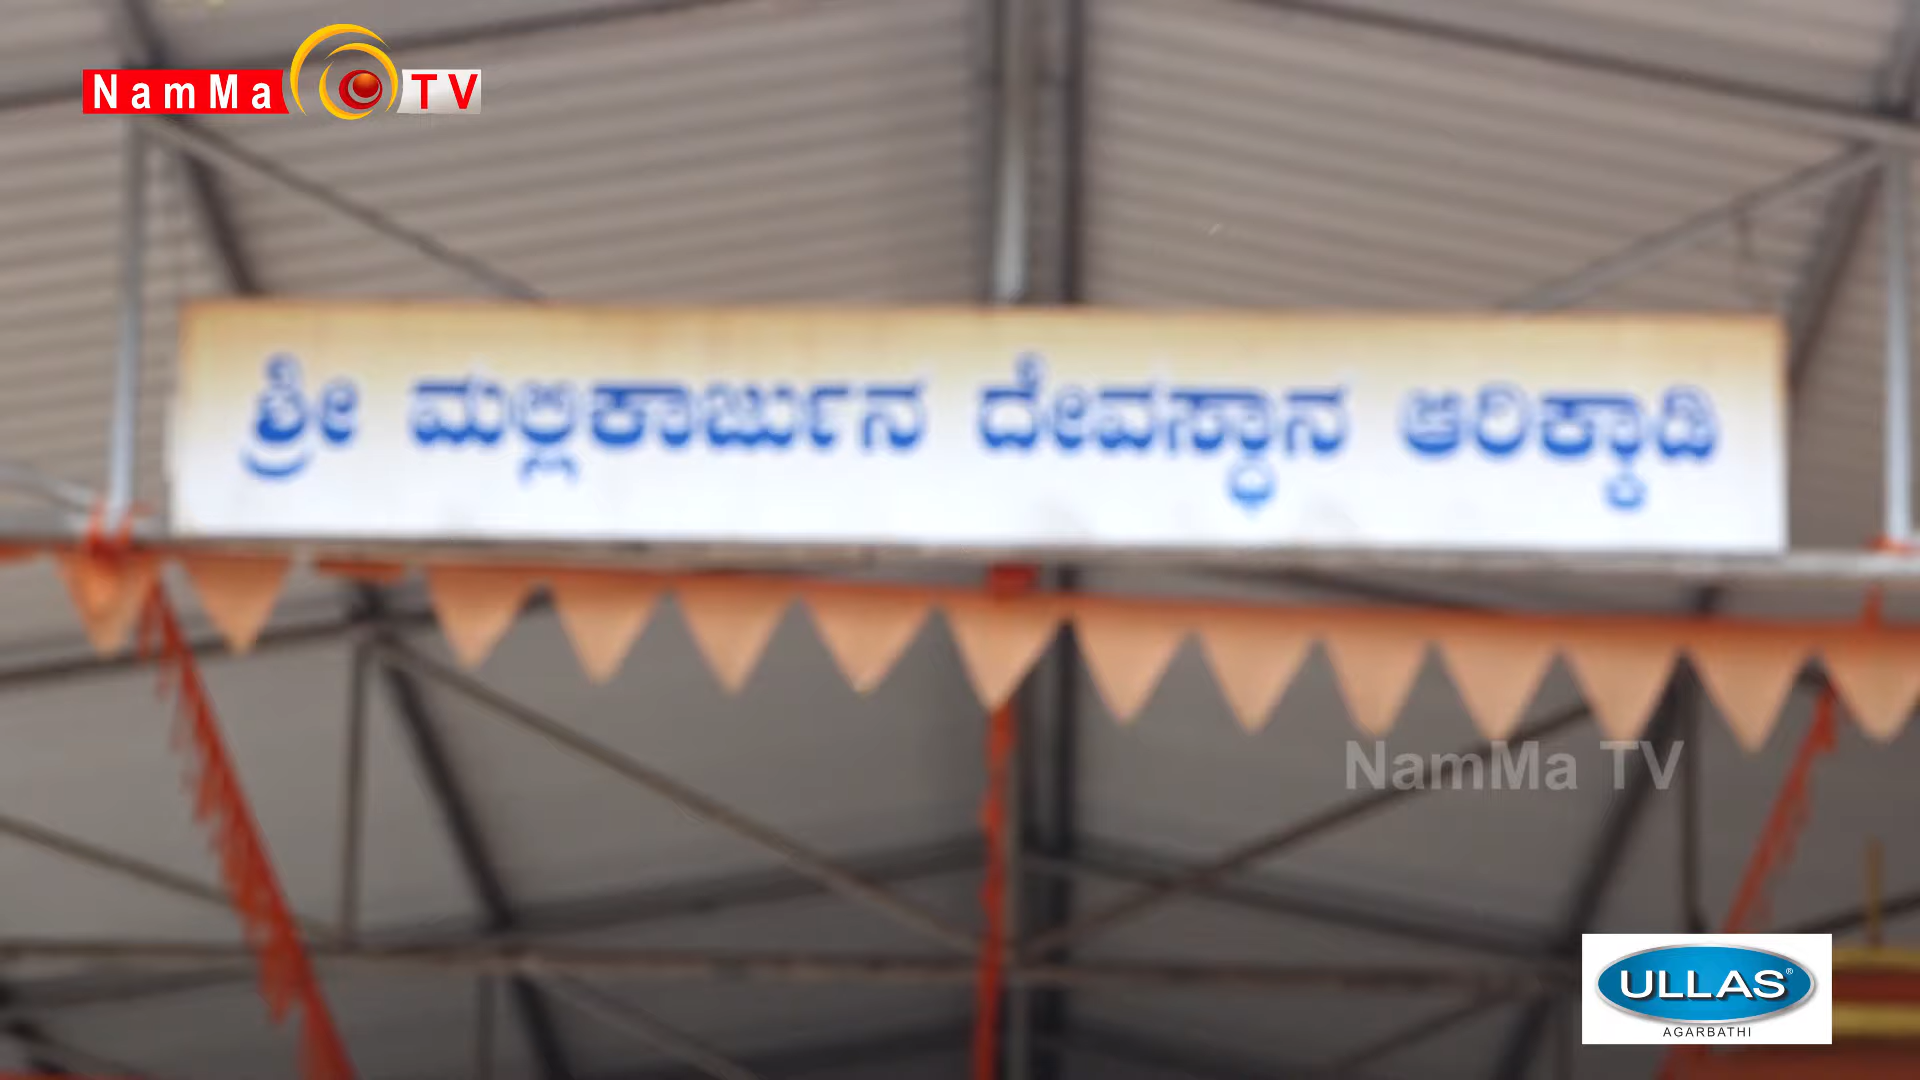 NamMa TV
ಶ್ರೀ ಮಲ್ಲಿಕಾರ್ಜುನ ದೇವಸ್ಥಾನ ಆರಿಕ್ಕಾಡಿ
NamMa TV
ULLAS®
AGARBATHI